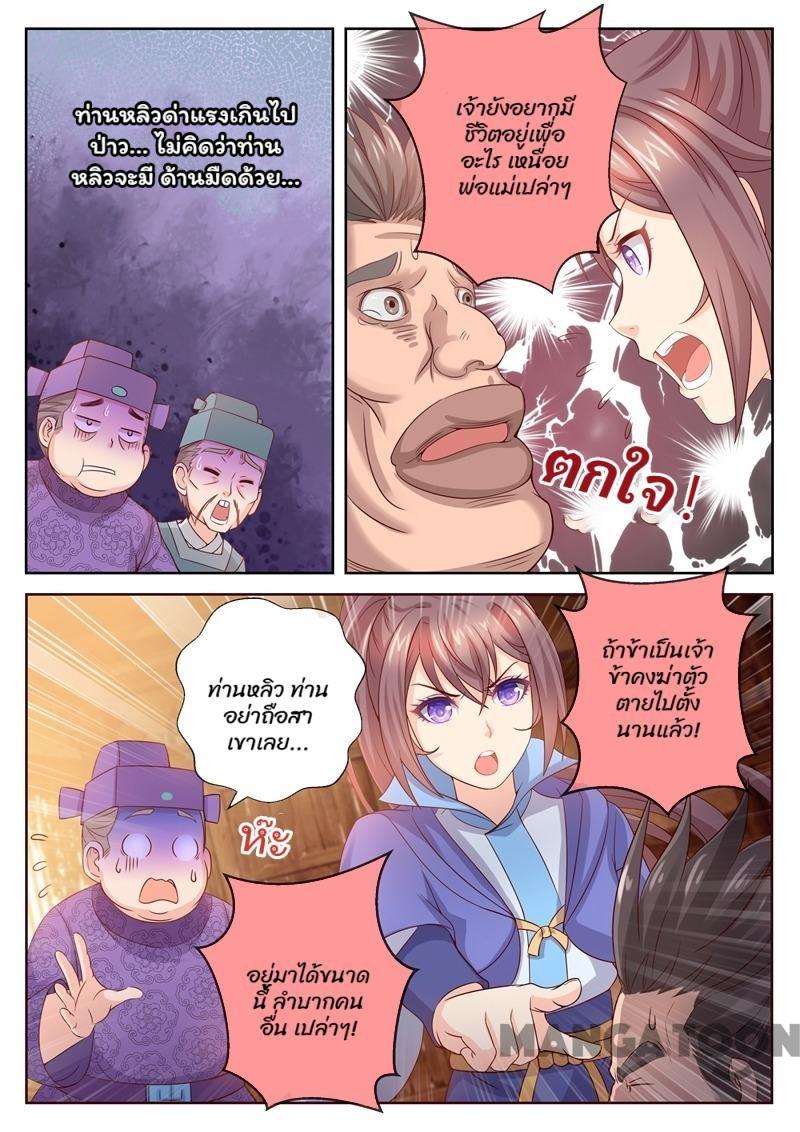 ท่านหลิวด่าแรงเกินไป
ป่าว... ไม่คิดว่าท่าน
หลิวจะมี ด้านมืดด้วย...
เจ้ายังอยากมี
ชีวิตอยู่เพื่อ
อะไร เหนื่อย
พ่อแม่เปล่าๆ
ตกใจ!
ท่านหลิว ท่าน
อย่าถือสา
เขาเลย...
ถ้าข้าเป็นเจ้า
ข้าคงฆ่าตัว
ตายไปตั้ง
นานแล้ว!
ห๊ะ
อยู่มาได้ขนาด
นี้ ลำบากคน
อื่น เปล่าๆ!
MANGATOON